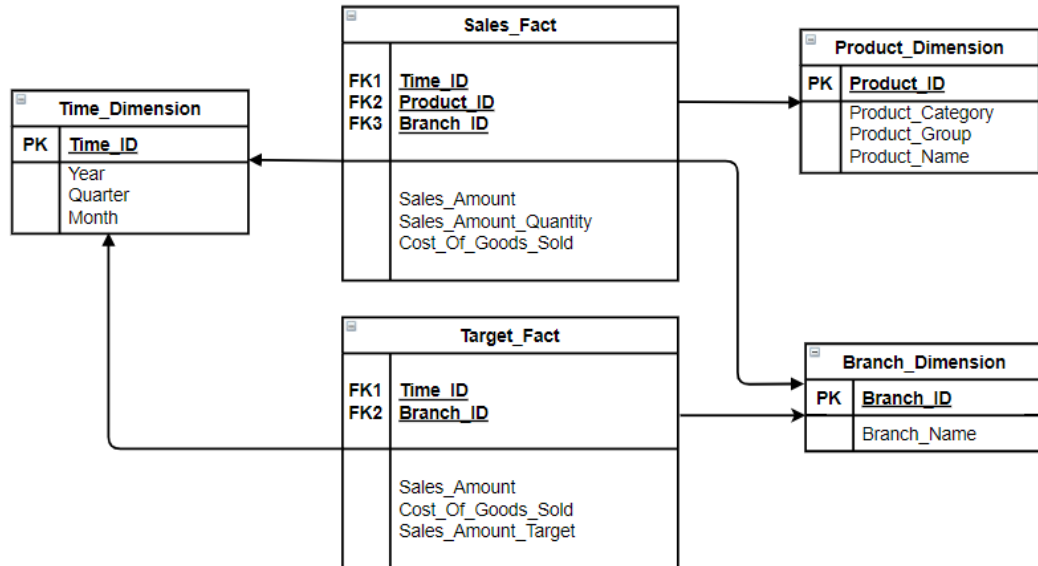 Sales_Fact
FK1 Time_ID
FK2 Product_ID
FK3 Branch_ID
Sales_Amount
Sales_Amount_Quantity
Cost_Of_Goods_Sold
Product_Dimension
PK Product_ID
Product_Category
Product_Group
Product_Name
Time_Dimension
PK Time_ID
Year
Quarter
Month
Target_Fact
FK1 Time_ID
FK2 Branch_ID
Sales_Amount
Cost_Of_Goods_Sold
Sales_Amount_Target
Branch_Dimension
PK Branch_ID
Branch_Name